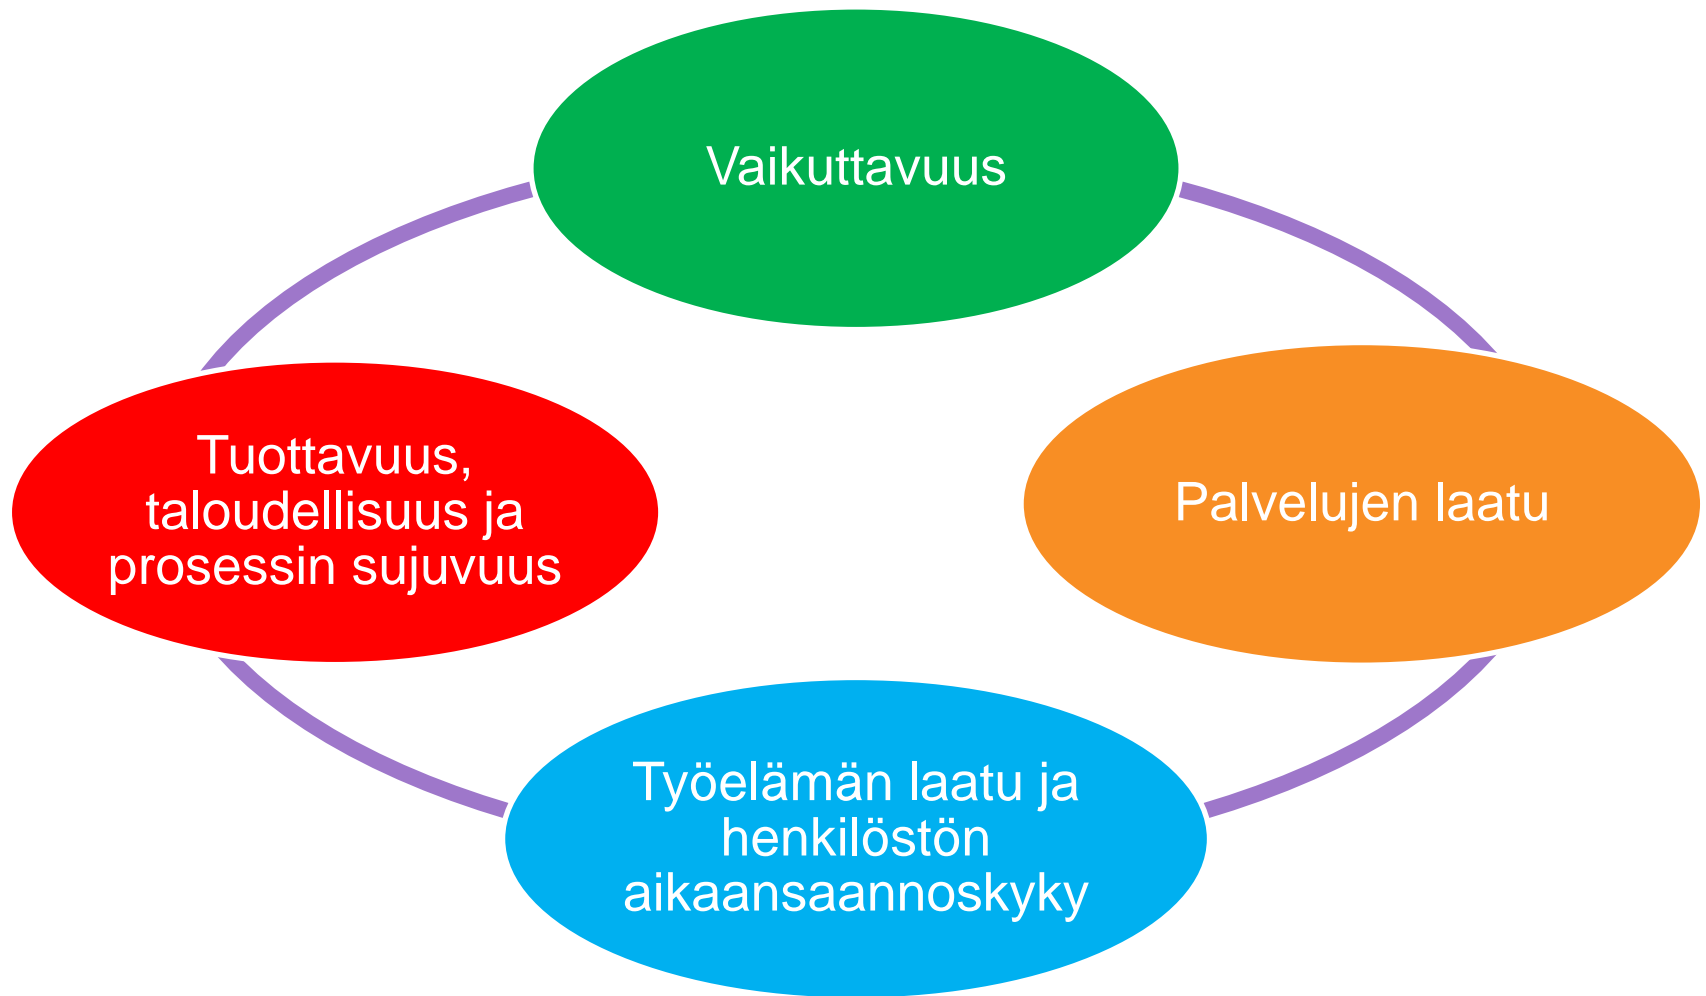 Vaikuttavuus
Tuottavuus,
taloudellisuus ja
prosessin sujuvuus
Palvelujen laatu
Työelämän laatu ja
henkilöstön
aikaansaannoskyky